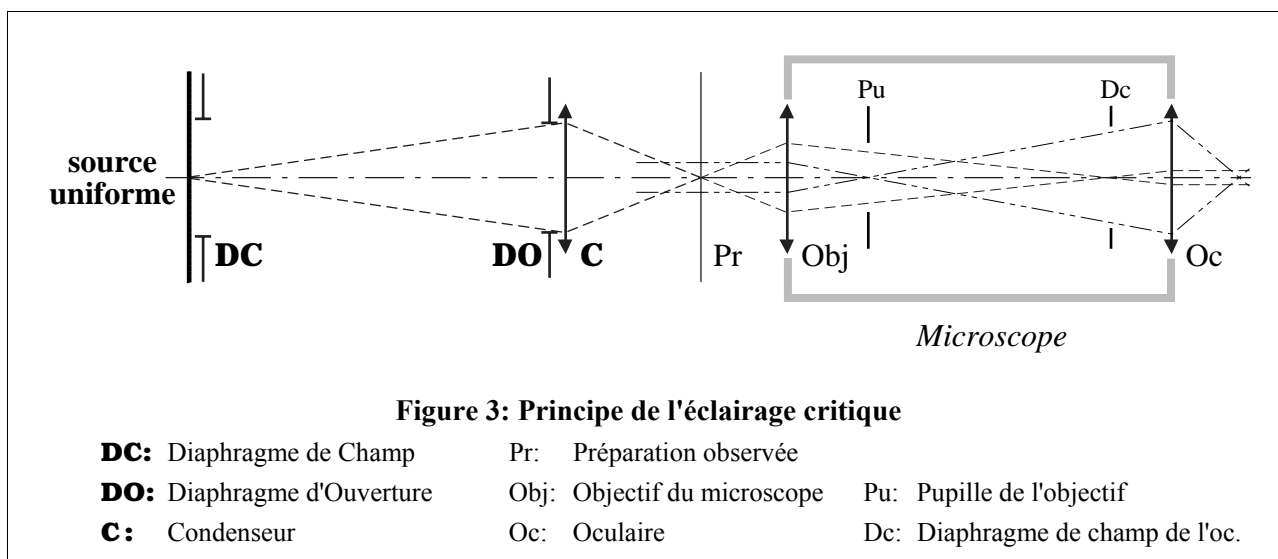 Pu
Dc
source
uniforme
DC
DO
C
Pr
Obj
Oc
Microscope
Figure 3: Principe de l'éclairage critique
DC: Diaphragme de Champ Pr: Préparation observée
DO: Diaphragme d'Ouverture Obj: Objectif du microscope Pu: Pupille de l'objectif
C: Condenseur Oc: Oculaire Dc: Diaphragme de champ de l'oc.